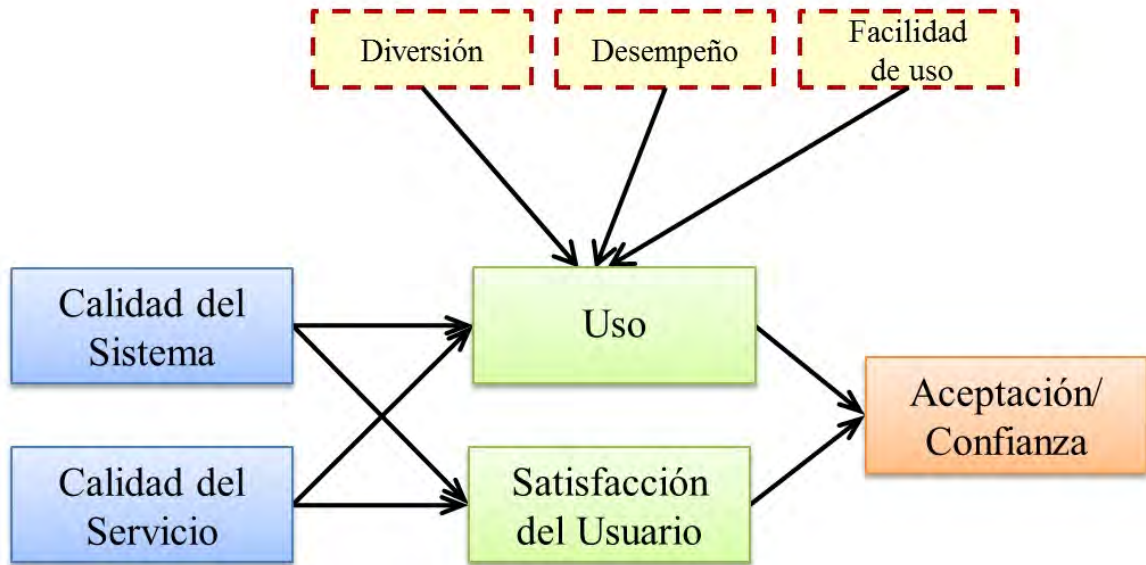 Diversión
Desempeño
Facilidad
de uso
Calidad del
Sistema
Uso
Aceptación/
Confianza
Calidad del
Servicio
Satisfacción
del Usuario